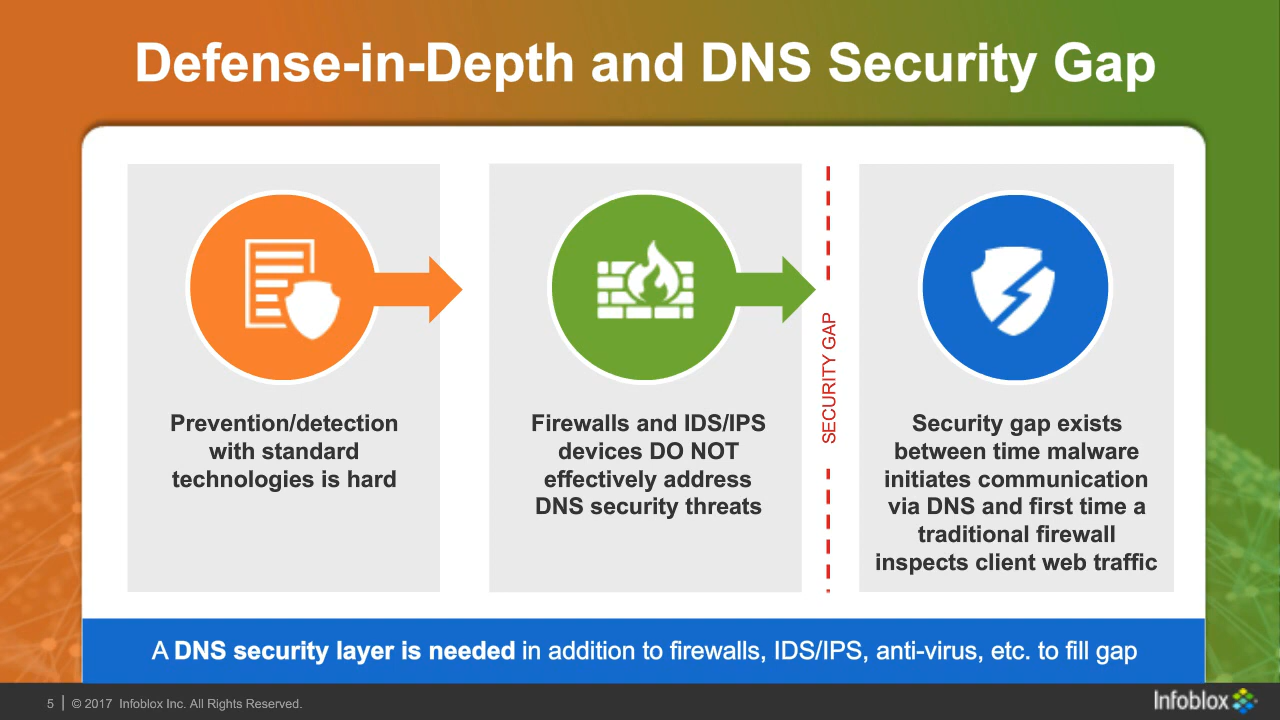 Defense-in-Depth and DNS Security Gap
Prevention/detection
with standard
technologies is hard
Firewalls and IDS/IPS
devices DO NOT
effectively address
DNS security threats
SECURITY GAP
Security gap exists
between time malware
initiates communication
via DNS and first time a
traditional firewall
inspects client web traffic
A DNS security layer is needed in addition to firewalls, IDS/IPS, anti-virus, etc. to fill gap
5 | © 2017 Infoblox Inc. All Rights Reserved.
Infoblox